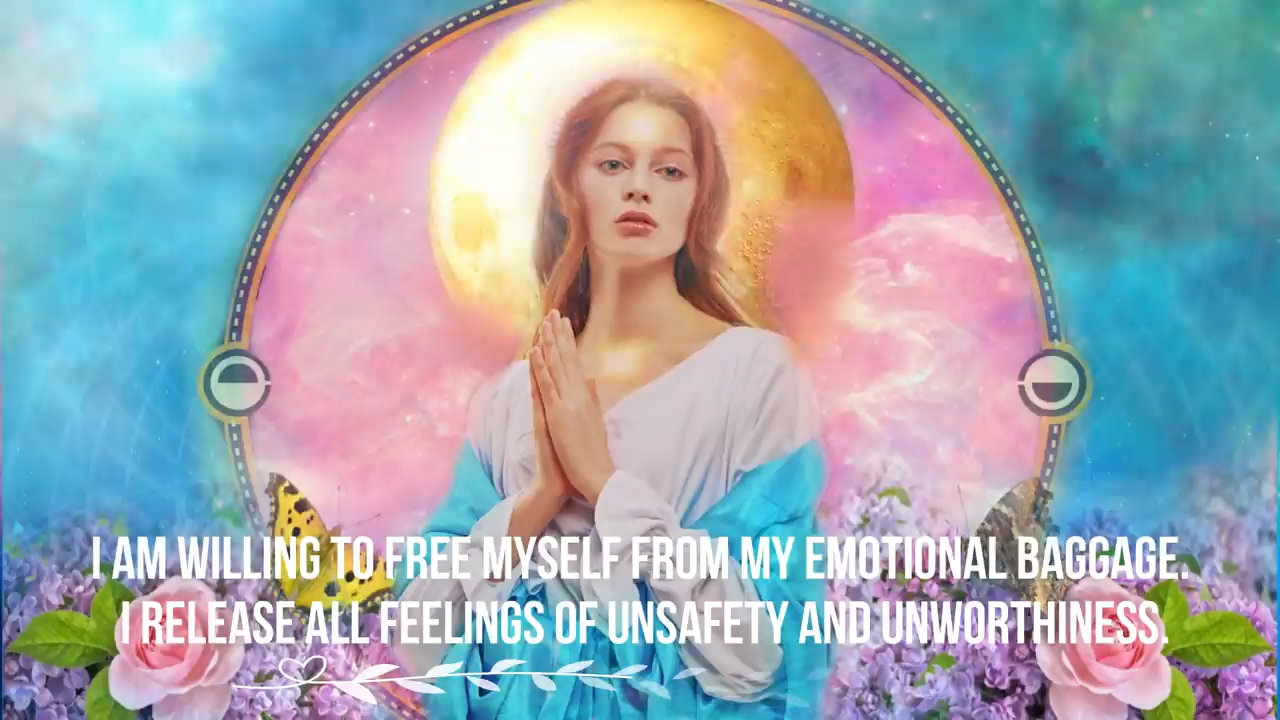 I AM WILLING TO FREE MYSELF FROM MY EMOTIONAL BAGGAGE.
I RELEASE ALL FEELINGS OF UNSAFETY AND UNWORTHINESS.